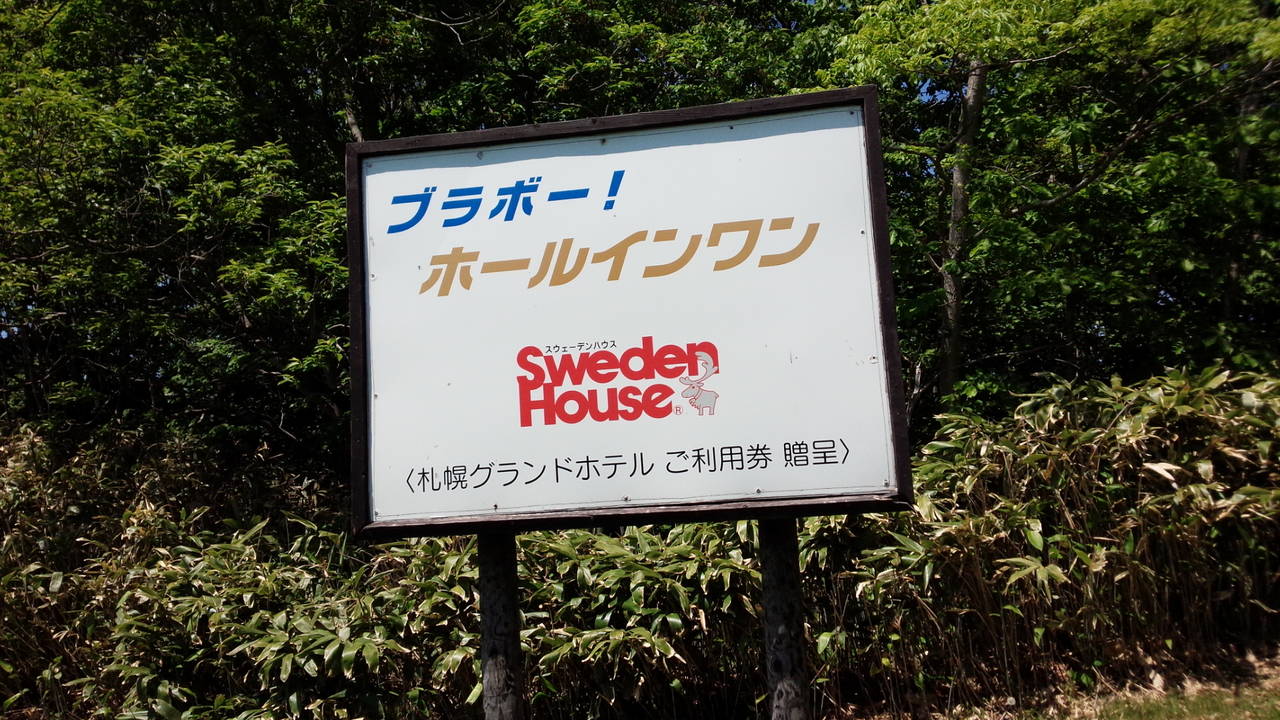 ブラボー!
ホールインワン
スウェーデンハウス
Sweden
House®
〈札幌グランドホテル ご利用券 贈呈〉